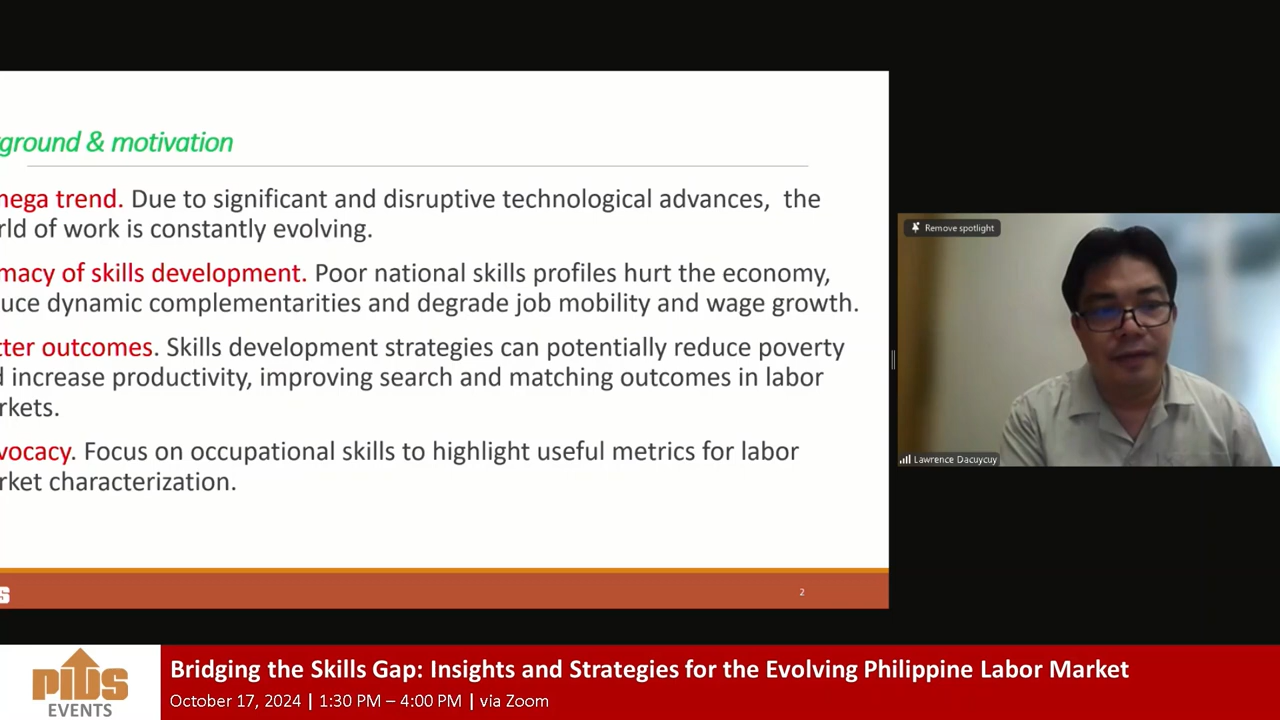 ground & motivation
mega trend. Due to significant and disruptive technological advances, the
rld of work is constantly evolving.
macy of skills development. Poor national skills profiles hurt the economy,
uce dynamic complementarities and degrade job mobility and wage growth.
tter outcomes. Skills development strategies can potentially reduce poverty
d increase productivity, improving search and matching outcomes in labor
rkets.
vocacy. Focus on occupational skills to highlight useful metrics for labor
rket characterization.
S
2
Remove spotlight
Lawrence Dacuycuy
pids
EVENTS
Bridging the Skills Gap: Insights and Strategies for the Evolving Philippine Labor Market
October 17, 2024 | 1:30 PM – 4:00 PM | via Zoom